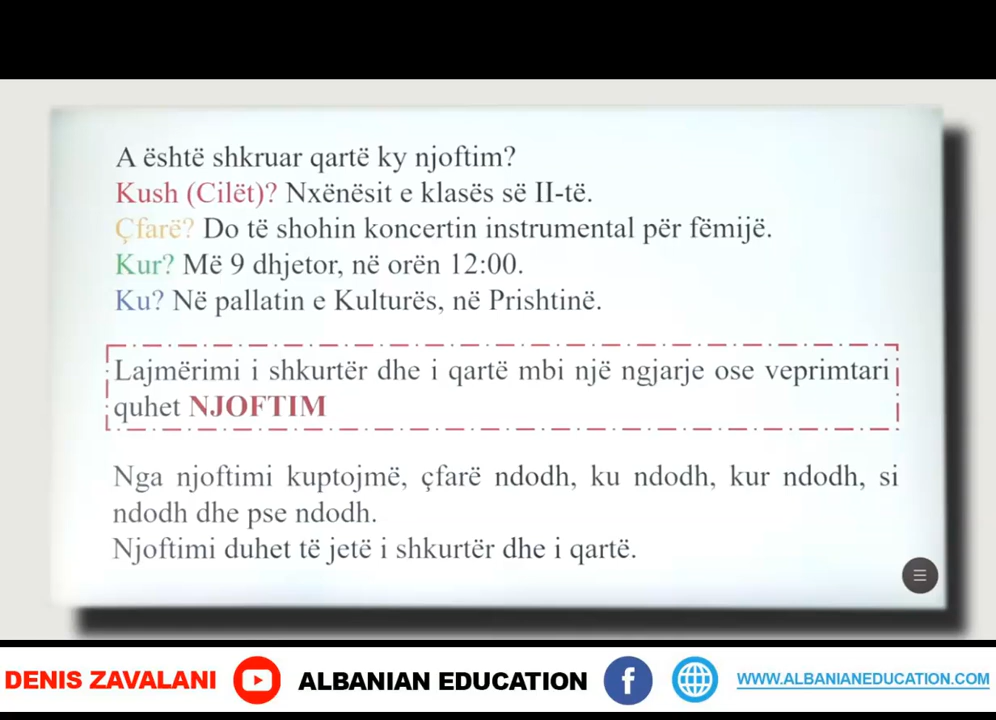 A është shkruar qartë ky njoftim?
Kush (Cilët)? Nxënësit e klasës së II-të.
Çfarë? Do të shohin koncertin instrumental për fëmijë.
Kur? Më 9 dhjetor, në orën 12:00.
Ku? Në pallatin e Kulturës, në Prishtinë.
Lajmërimi i shkurtër dhe i qartë mbi një ngjarje ose veprimtari
quhet NJOFTIM
Nga njoftimi kuptojmë, çfarë ndodh, ku ndodh, kur ndodh, si
ndodh dhe pse ndodh.
Njoftimi duhet të jetë i shkurtër dhe i qartë.
DENIS ZAVALANI ALBANIAN EDUCATION f WWW.ALBANIANEDUCATION.COM